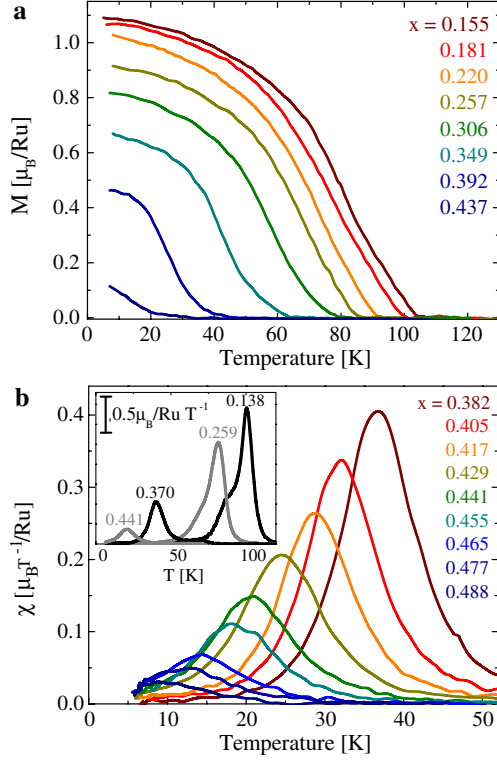 a
M [μB/Ru]
1.0
0.8
0.6
0.4
0.2
0.0
x = 0.155
0.181
0.220
0.257
0.306
0.349
0.392
0.437
0 20 40 60 80 100 120
Temperature [K]
b
χ [μBT⁻¹/Ru]
0.4
0.3
0.2
0.1
0.0
0.5μB/Ru T⁻¹
0.138
0.259
0.370
0.441
0 50 100
T [K]
x = 0.382
0.405
0.417
0.429
0.441
0.455
0.465
0.477
0.488
0 10 20 30 40 50
Temperature [K]